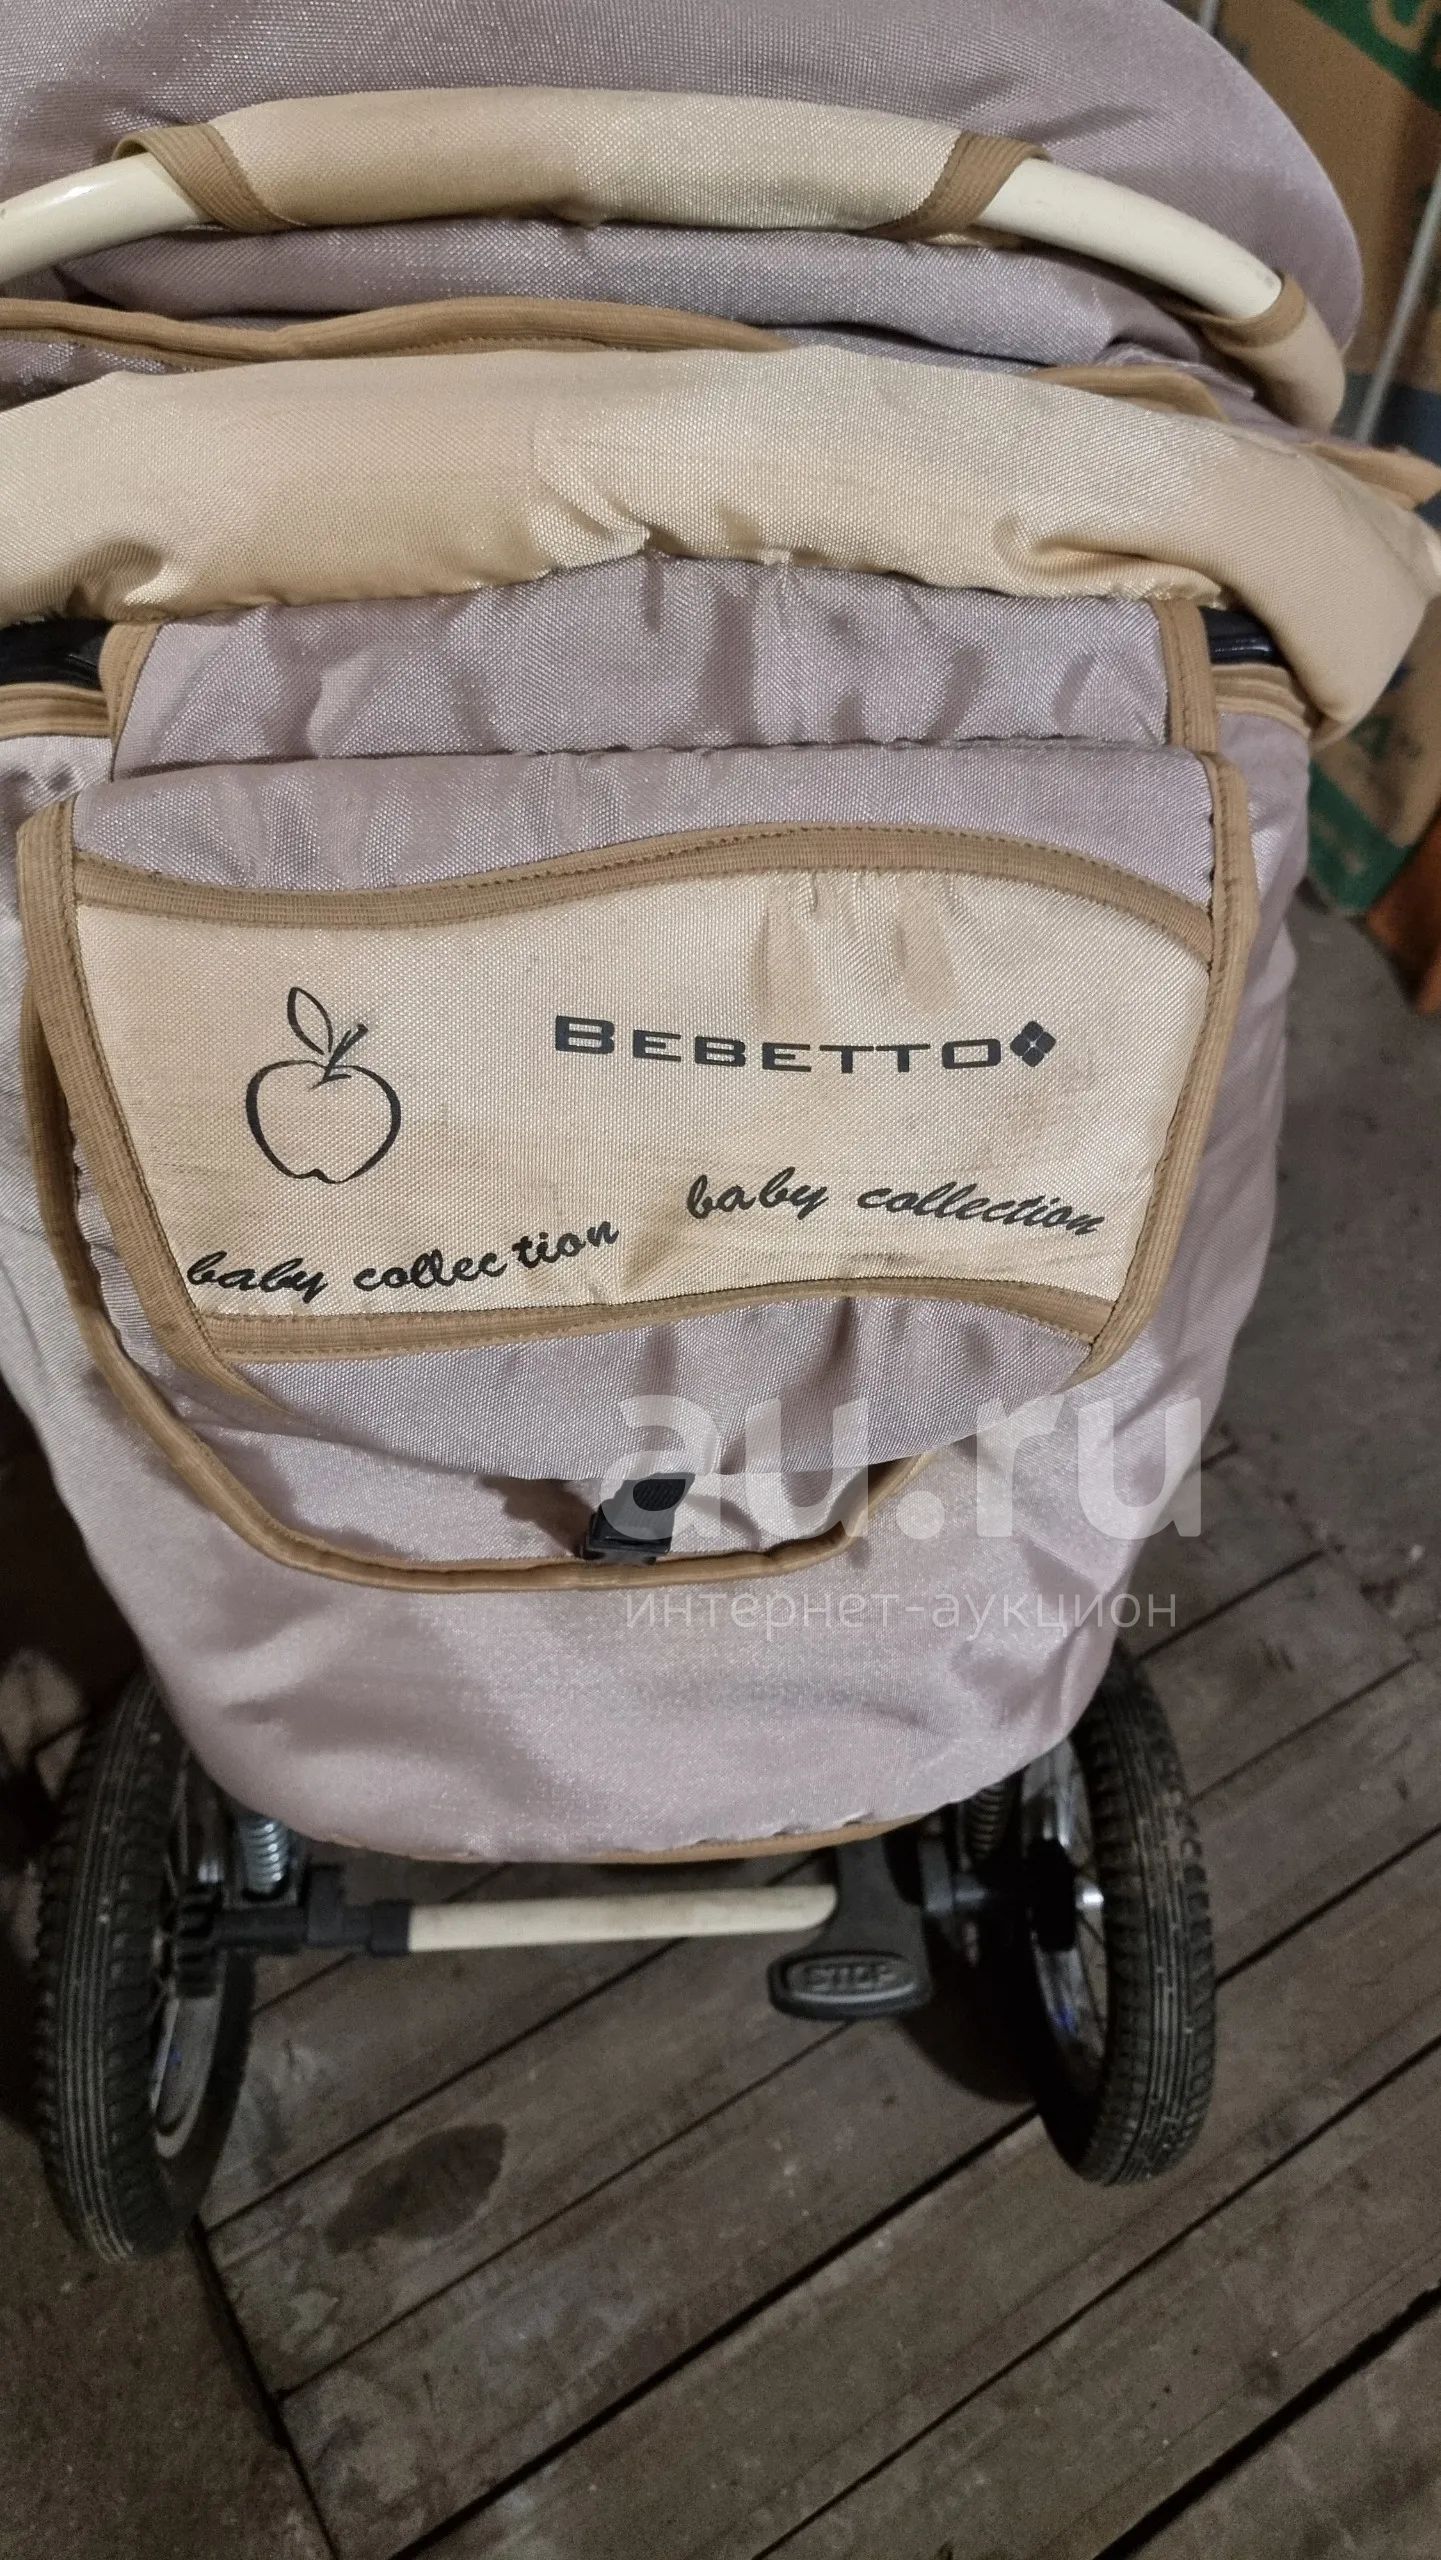 BEBETTO
baby collection
baby collection
au.ru
интернет-аукцион
STOP